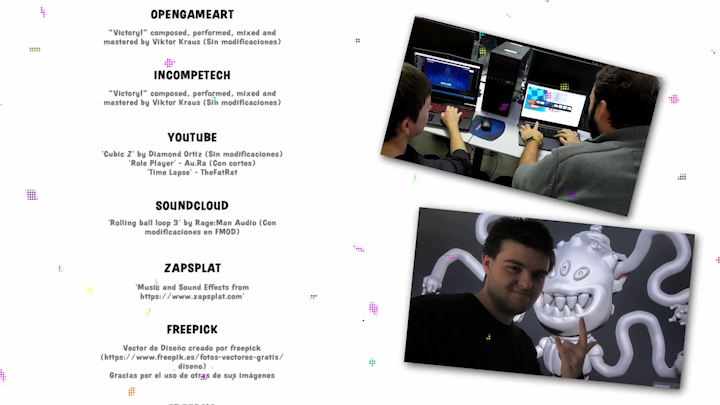 OPENGAMEART
"Victory!" composed, performed, mixed and
mastered by Viktor Kraus (Sin modificaciones)
INCOMPETECH
"Victory!" composed, performed, mixed and
mastered by Viktor Kraus (Sin modificaciones)
YOUTUBE
'Cubic Z' by Diamond Ortiz (Sin modificaciones)
'Role Player' - Au.Ra (Con cortes)
'Time Lapse' - TheFatRat
SOUNDCLOUD
'Rolling ball loop 3' by Rage:Man Audio (Con
modificaciones en FMOD)
ZAPSPLAT
'Music and Sound Effects from
https://www.zapsplat.com'
FREEPICK
Vector de Diseño creado por freepick
(https://www.freepik.es/fotos-vectores-gratis/
diseno)
Gracias por el uso de otras de sus imágenes